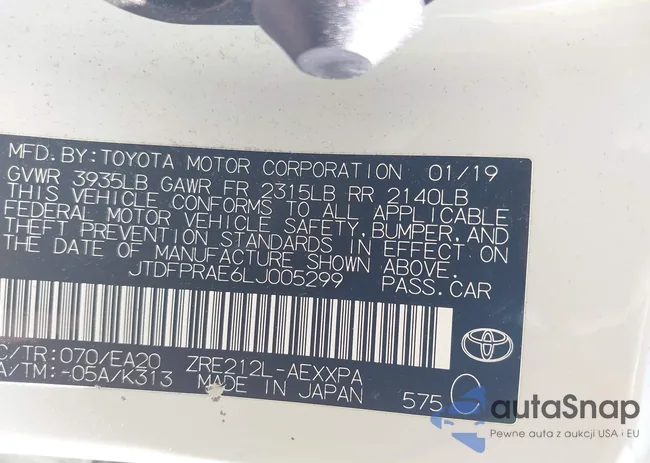 MFD. BY: TOYOTA MOTOR CORPORATION 01/19
GVWR 3935LB GAWR FR 2315LB RR 2140LB
THIS VEHICLE CONFORMS TO ALL APPLICABLE
FEDERAL MOTOR VEHICLE SAFETY, BUMPER, AND
THEFT PREVENTION STANDARDS IN EFFECT ON
THE DATE OF MANUFACTURE SHOWN ABOVE.
JTDFPRAE6LJ005299 PASS. CAR
C/TR: 070/EA20 ZRE212L-AEXXPA
A/TM: -05A/K313 MADE IN JAPAN 575
autaSnap
Pewne auta z aukcji USA i EU